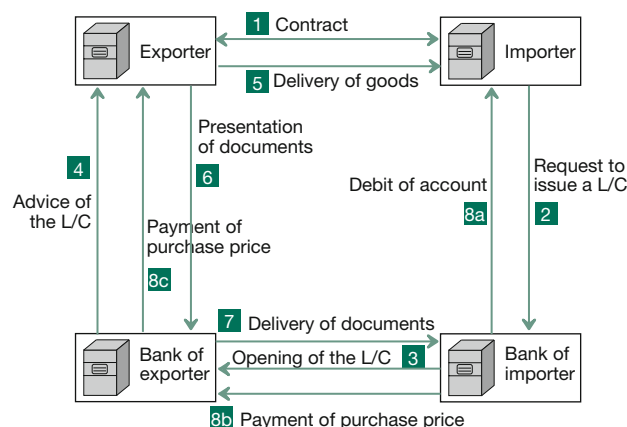 1 Contract
Exporter
Importer
5 Delivery of goods
Presentation
of documents
6
4
Advice of
the L/C
Request to
issue a L/C
2
Debit of account
8a
Payment of
purchase price
8c
7 Delivery of documents
Bank of
exporter
Opening of the L/C 3
Bank of
importer
8b Payment of purchase price